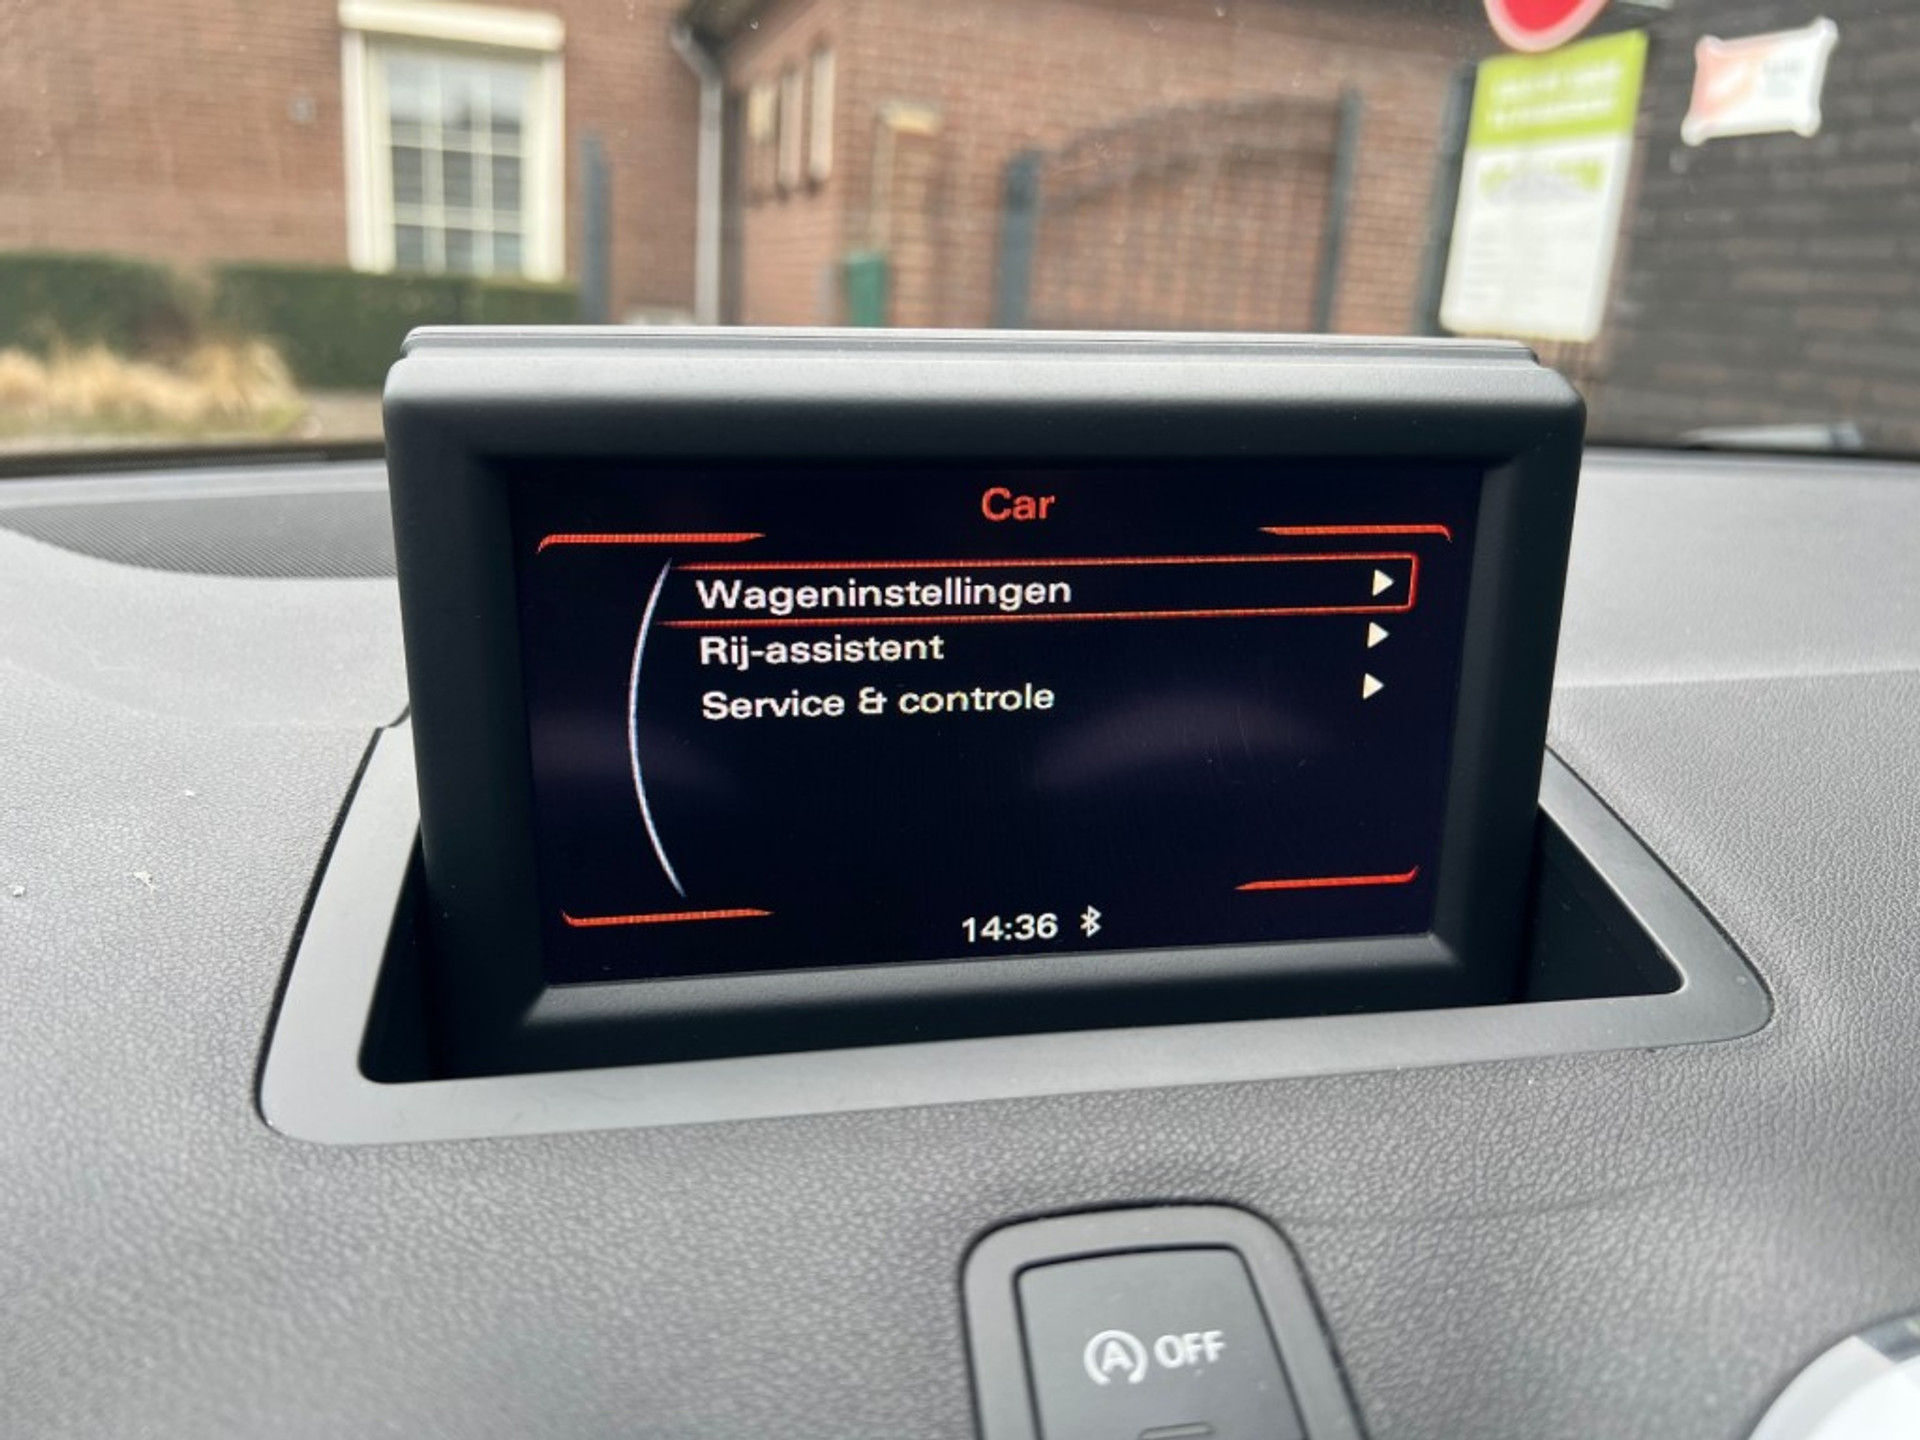 Car
Wageninstellingen
Rij-assistent
Service & controle
14:36
A OFF